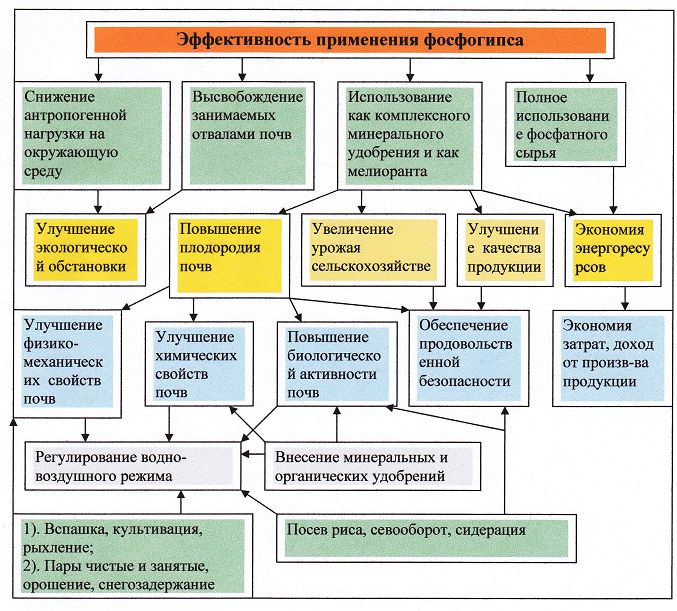 Эффективность применения фосфогипса
Снижение
антропогенной
нагрузки на
окружающую
среду
Высвобождение
занимаемых
отвалами почв
Использование
как комплексного
минерального
удобрения и как
мелиоранта
Полное
использовани
е фосфатного
сырья
Улучшение
экологическо
й обстановки
Повышение
плодородия
почв
Увеличение
урожая
сельскохозяйстве
Улучшени
е качества
продукции
Экономия
энергоресу
рсов
Улучшение
физико-
механическ
их свойств
почв
Улучшение
химических
свойств
почв
Повышение
биологическо
й активности
почв
Обеспечение
продовольств
енной
безопасности
Экономия
затрат, доход
от произв-ва
продукции
Регулирование водно-
воздушного режима
Внесение минеральных и
органических удобрений
1). Вспашка, культивация,
рыхление;
2). Пары чистые и занятые,
орошение, снегозадержание
Посев риса, севооборот, сидерация